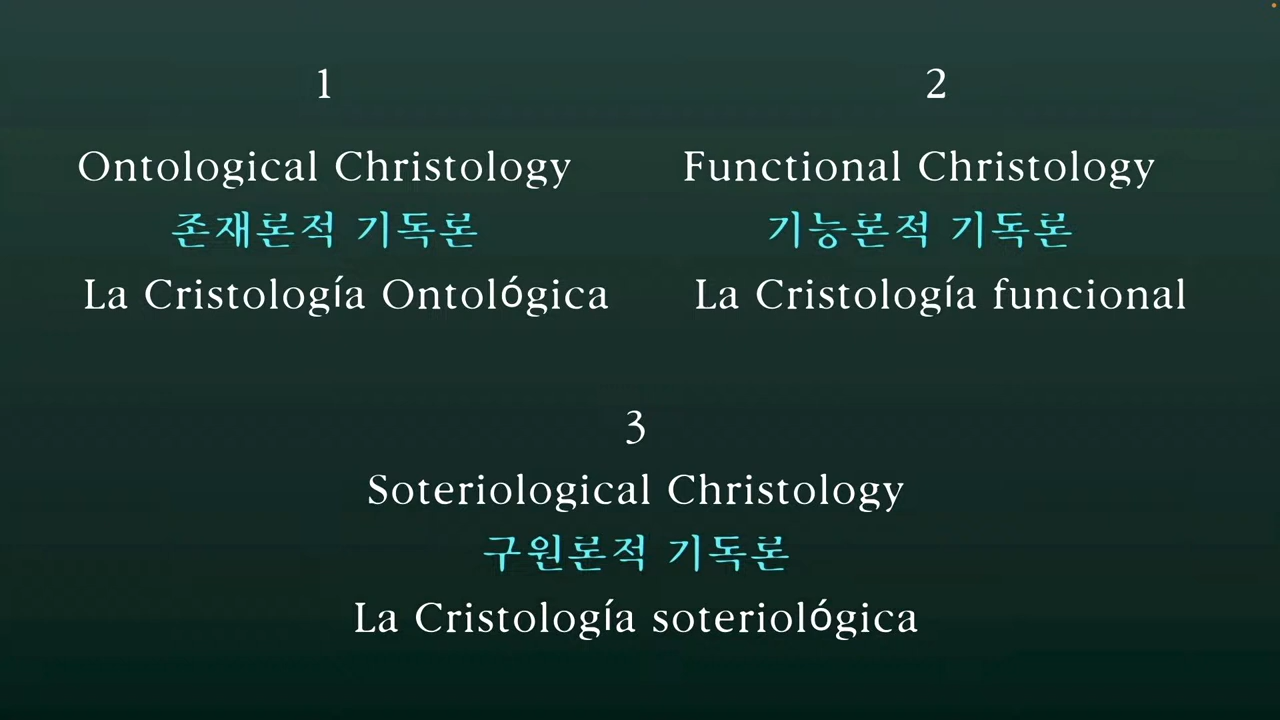 1
Ontological Christology
존재론적 기독론
La Cristología Ontológica
2
Functional Christology
기능론적 기독론
La Cristología funcional
3
Soteriological Christology
구원론적 기독론
La Cristología soteriológica